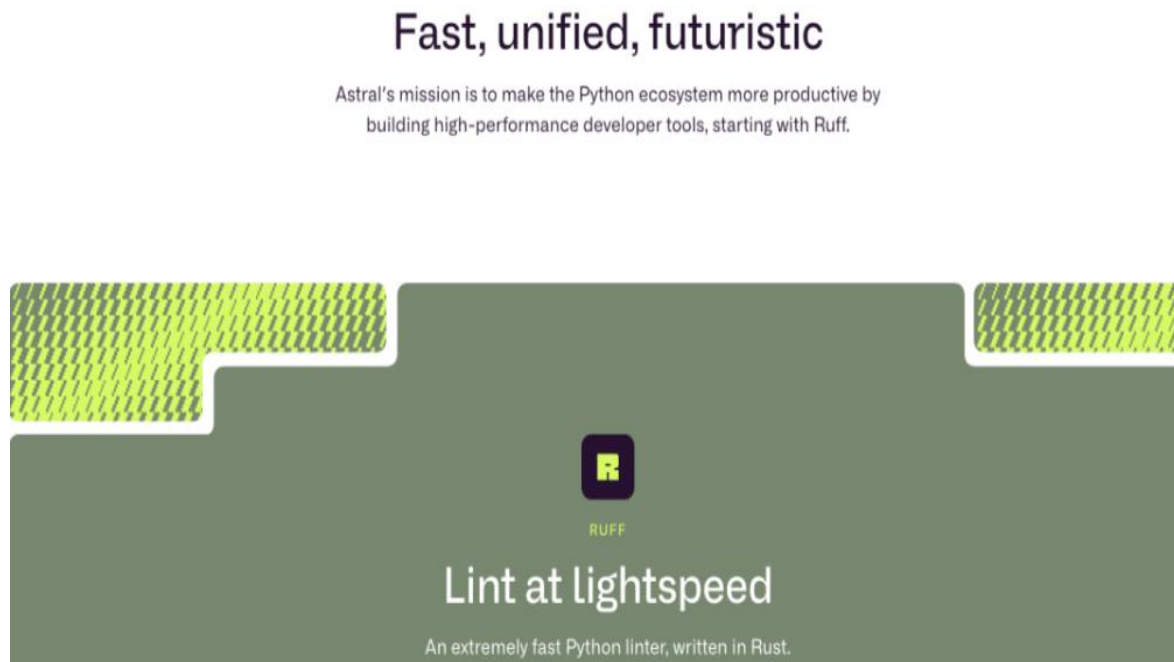 Fast, unified, futuristic
Astral's mission is to make the Python ecosystem more productive by
building high-performance developer tools, starting with Ruff.
R
RUFF
Lint at lightspeed
An extremely fast Python linter, written in Rust.